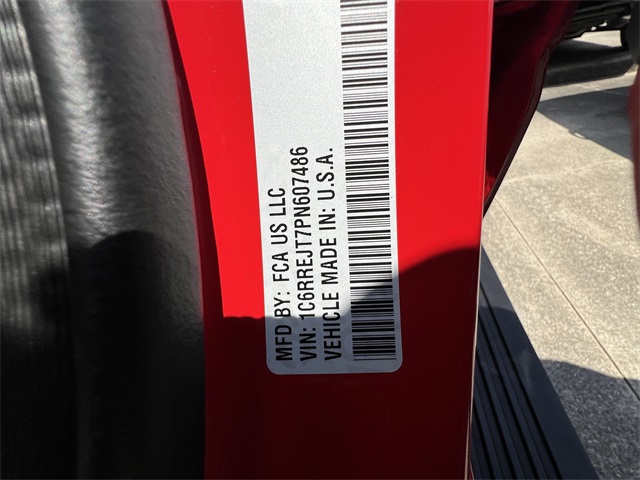 MFD BY: FCA US LLC
VIN: 1C6RREJT7PN607486
VEHICLE MADE IN: U.S.A.